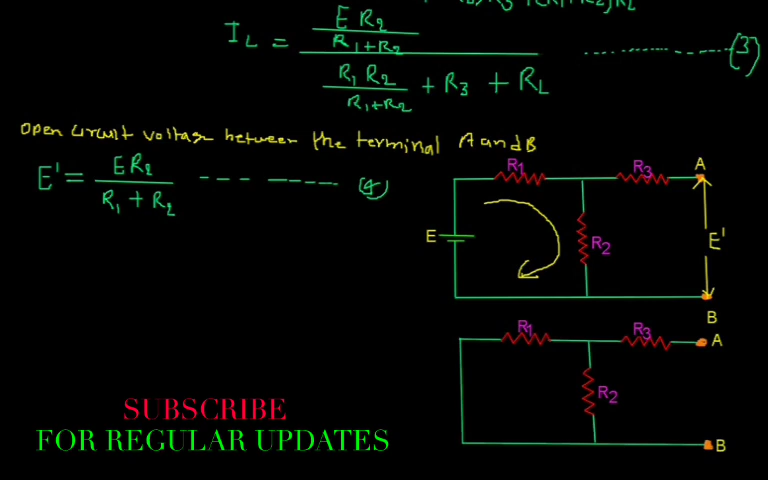 I_L = (E R₂ / (R₁+R₂)) / (R₁ R₂ / (R₁+R₂) + R₃ + R_L) ------------ (3)
open circuit voltage between the terminal A and B
E' = E R₂ / (R₁ + R₂) --- -- ---- (4)
R₁ R₃ A
E R₂ E'
B
R₁ R₃ A
R₂
B
SUBSCRIBE
FOR REGULAR UPDATES